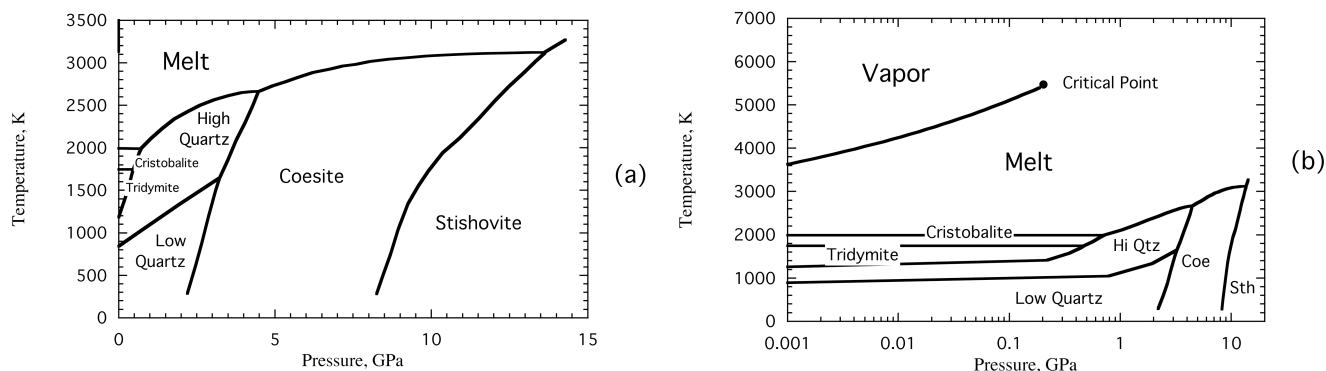 3500
3000
2500
2000
1500
1000
500
0
Temperature, K
Melt
High
Quartz
Cristobalite
Tridymite
Low
Quartz
Coesite
Stishovite
0
5
10
15
Pressure, GPa
(a)
7000
6000
5000
4000
3000
2000
1000
0
Temperature, K
Vapor
Critical Point
Melt
Cristobalite
Tridymite
Hi Qtz
Coe
Low Quartz
Sth
0.001
0.01
0.1
1
10
Pressure, GPa
(b)